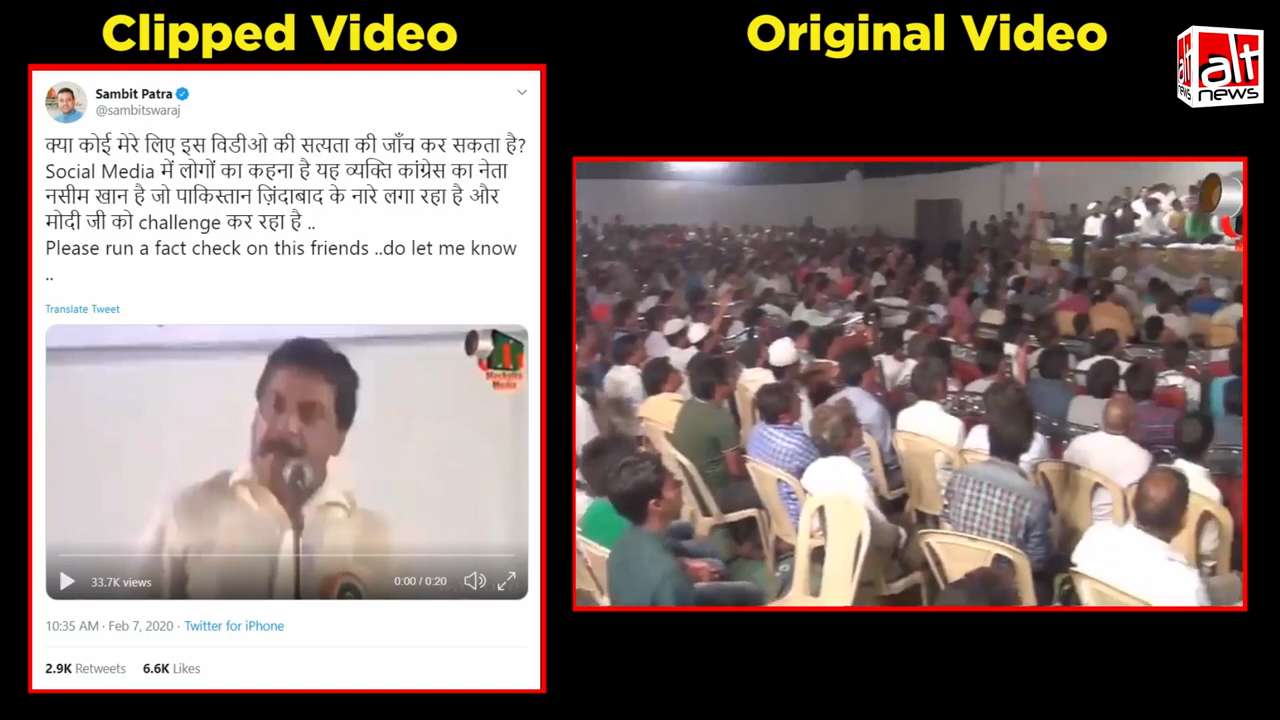 Clipped Video
Original Video
alt
news
Sambit Patra
@sambitswaraj
क्या कोई मेरे लिए इस विडीओ की सत्यता की जाँच कर सकता है?
Social Media में लोगों का कहना है यह व्यक्ति कांग्रेस का नेता
नसीम खान है जो पाकिस्तान ज़िंदाबाद के नारे लगा रहा है और
मोदी जी को challenge कर रहा है ..
Please run a fact check on this friends ..do let me know
..
Translate Tweet
Media
33.7K views
0:00 / 0:20
10:35 AM · Feb 7, 2020 · Twitter for iPhone
2.9K Retweets 6.6K Likes